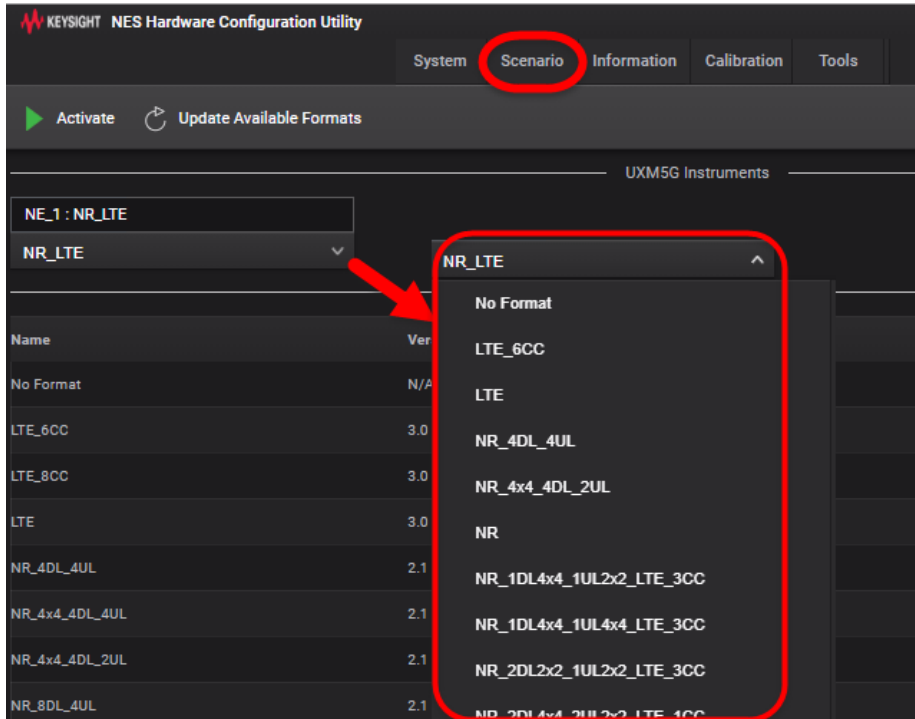 KEYSIGHT NES Hardware Configuration Utility
System Scenario Information Calibration Tools
Activate Update Available Formats
UXM5G Instruments
NE_1 : NR_LTE
NR_LTE
NR_LTE
No Format
LTE_6CC
LTE
NR_4DL_4UL
NR_4x4_4DL_2UL
NR
NR_1DL4x4_1UL2x2_LTE_3CC
NR_1DL4x4_1UL4x4_LTE_3CC
NR_2DL2x2_1UL2x2_LTE_3CC
NR_2DL4x4_2UL2x2_LTE_1CC
Name Ver
No Format N/A
LTE_6CC 3.0
LTE_8CC 3.0
LTE 3.0
NR_4DL_4UL 2.1
NR_4x4_4DL_4UL 2.1
NR_4x4_4DL_2UL 2.1
NR_8DL_4UL 2.1